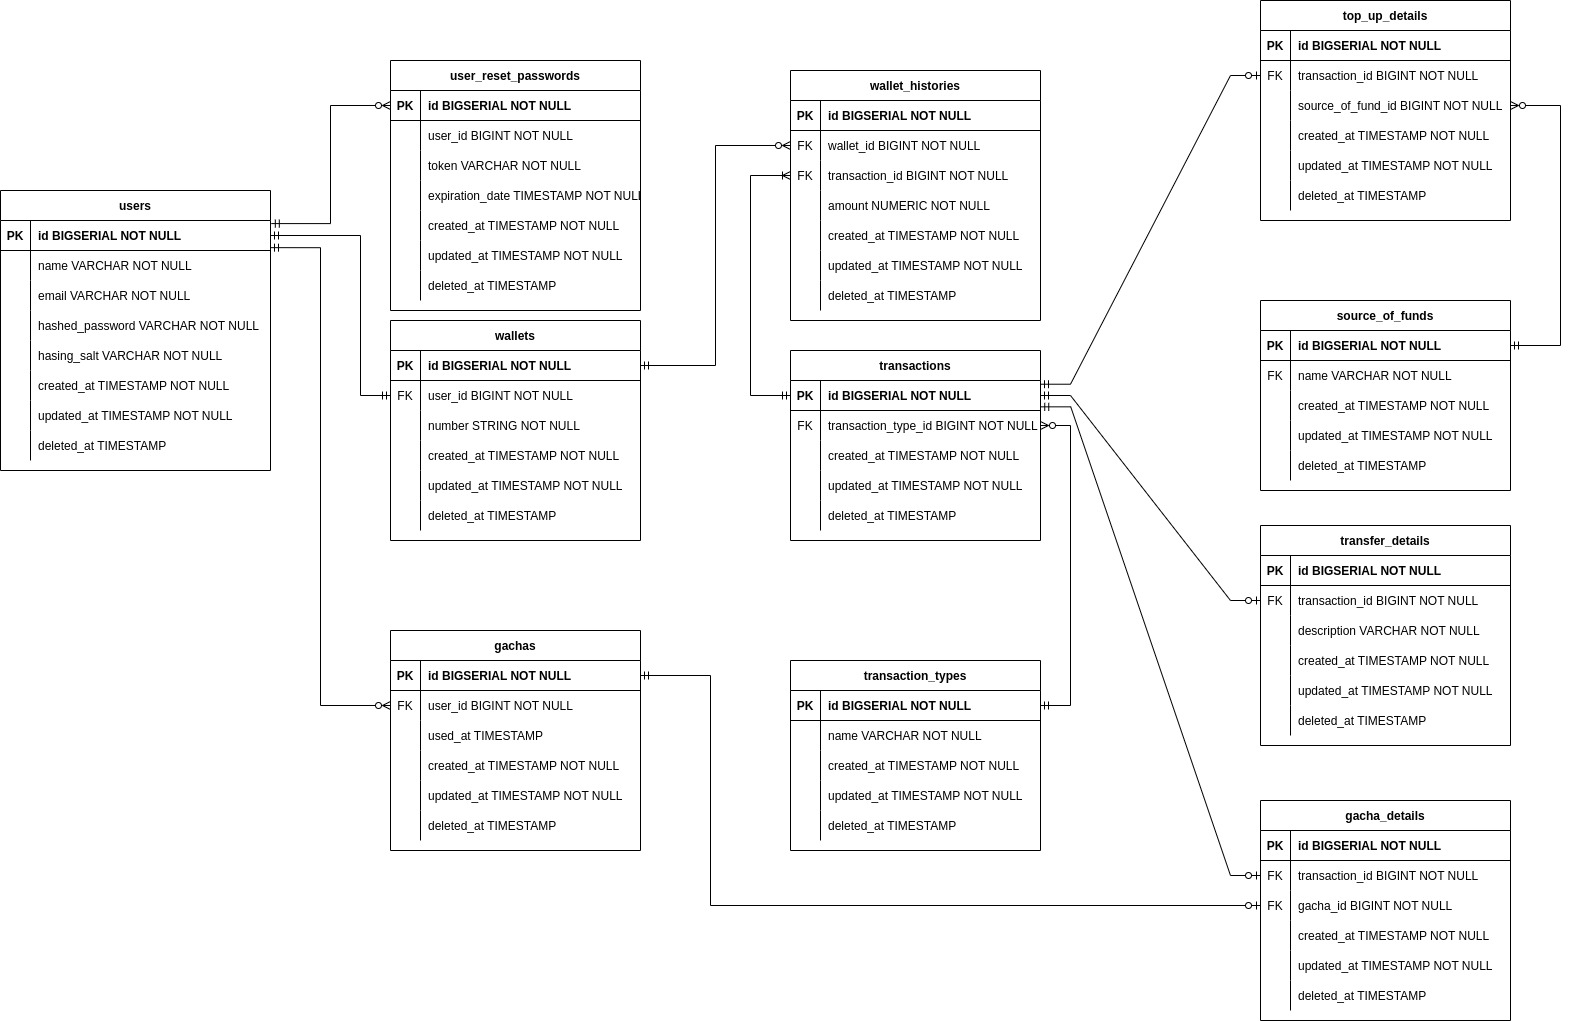 users
PK id BIGSERIAL NOT NULL
name VARCHAR NOT NULL
email VARCHAR NOT NULL
hashed_password VARCHAR NOT NULL
hasing_salt VARCHAR NOT NULL
created_at TIMESTAMP NOT NULL
updated_at TIMESTAMP NOT NULL
deleted_at TIMESTAMP
user_reset_passwords
PK id BIGSERIAL NOT NULL
user_id BIGINT NOT NULL
token VARCHAR NOT NULL
expiration_date TIMESTAMP NOT NULL
created_at TIMESTAMP NOT NULL
updated_at TIMESTAMP NOT NULL
deleted_at TIMESTAMP
wallets
PK id BIGSERIAL NOT NULL
FK user_id BIGINT NOT NULL
number STRING NOT NULL
created_at TIMESTAMP NOT NULL
updated_at TIMESTAMP NOT NULL
deleted_at TIMESTAMP
gachas
PK id BIGSERIAL NOT NULL
FK user_id BIGINT NOT NULL
used_at TIMESTAMP
created_at TIMESTAMP NOT NULL
updated_at TIMESTAMP NOT NULL
deleted_at TIMESTAMP
wallet_histories
PK id BIGSERIAL NOT NULL
FK wallet_id BIGINT NOT NULL
FK transaction_id BIGINT NOT NULL
amount NUMERIC NOT NULL
created_at TIMESTAMP NOT NULL
updated_at TIMESTAMP NOT NULL
deleted_at TIMESTAMP
transactions
PK id BIGSERIAL NOT NULL
FK transaction_type_id BIGINT NOT NULL
created_at TIMESTAMP NOT NULL
updated_at TIMESTAMP NOT NULL
deleted_at TIMESTAMP
transaction_types
PK id BIGSERIAL NOT NULL
name VARCHAR NOT NULL
created_at TIMESTAMP NOT NULL
updated_at TIMESTAMP NOT NULL
deleted_at TIMESTAMP
top_up_details
PK id BIGSERIAL NOT NULL
FK transaction_id BIGINT NOT NULL
source_of_fund_id BIGINT NOT NULL
created_at TIMESTAMP NOT NULL
updated_at TIMESTAMP NOT NULL
deleted_at TIMESTAMP
source_of_funds
PK id BIGSERIAL NOT NULL
FK name VARCHAR NOT NULL
created_at TIMESTAMP NOT NULL
updated_at TIMESTAMP NOT NULL
deleted_at TIMESTAMP
transfer_details
PK id BIGSERIAL NOT NULL
FK transaction_id BIGINT NOT NULL
description VARCHAR NOT NULL
created_at TIMESTAMP NOT NULL
updated_at TIMESTAMP NOT NULL
deleted_at TIMESTAMP
gacha_details
PK id BIGSERIAL NOT NULL
FK transaction_id BIGINT NOT NULL
FK gacha_id BIGINT NOT NULL
created_at TIMESTAMP NOT NULL
updated_at TIMESTAMP NOT NULL
deleted_at TIMESTAMP